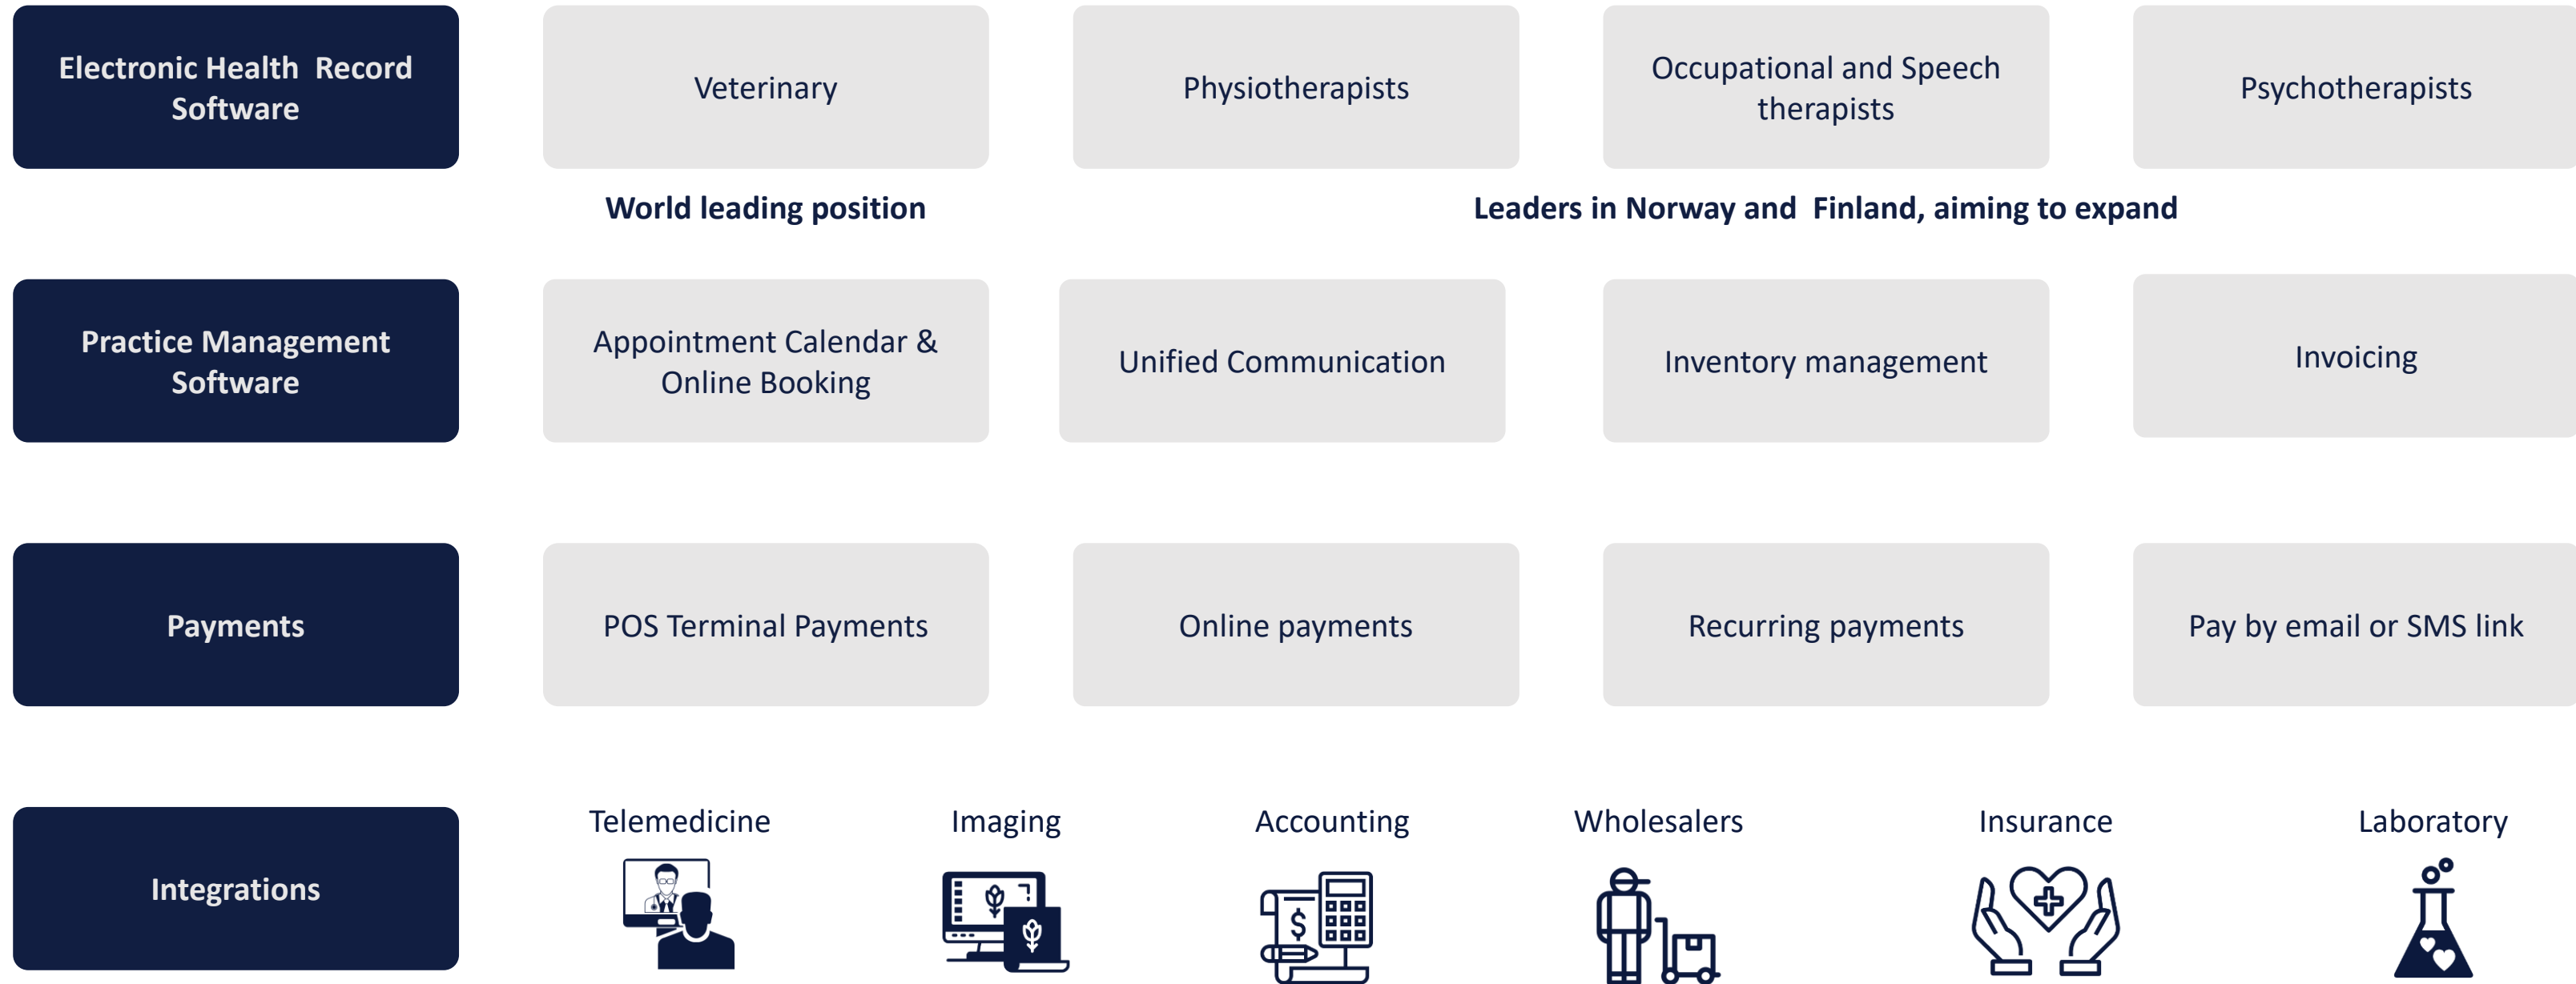 Electronic Health  Record
Software
Veterinary
Physiotherapists
Occupational and Speech
therapists
Psychotherapists
World leading position
Leaders in Norway and  Finland, aiming to expand
Practice Management
Software
Appointment Calendar &
Online Booking
Unified Communication
Inventory management
Invoicing
Payments
POS Terminal Payments
Online payments
Recurring payments
Pay by email or SMS link
Integrations
Telemedicine
Imaging
Accounting
Wholesalers
Insurance
Laboratory
$